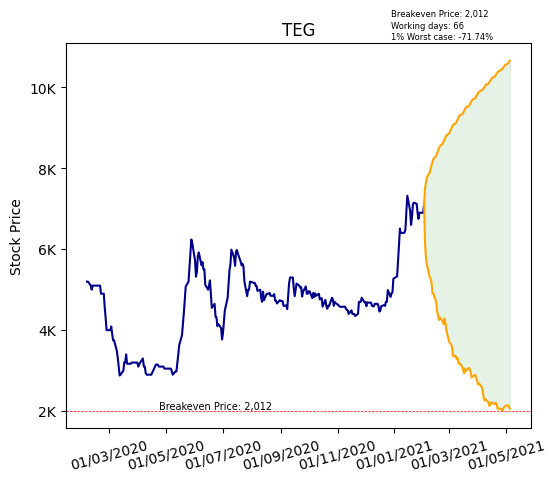 Breakeven Price: 2,012
Working days: 66
1% Worst case: -71.74%
TEG
Stock Price
10K
8K
6K
4K
2K
Breakeven Price: 2,012
01/03/2020
01/05/2020
01/07/2020
01/09/2020
01/11/2020
01/01/2021
01/03/2021
01/05/2021